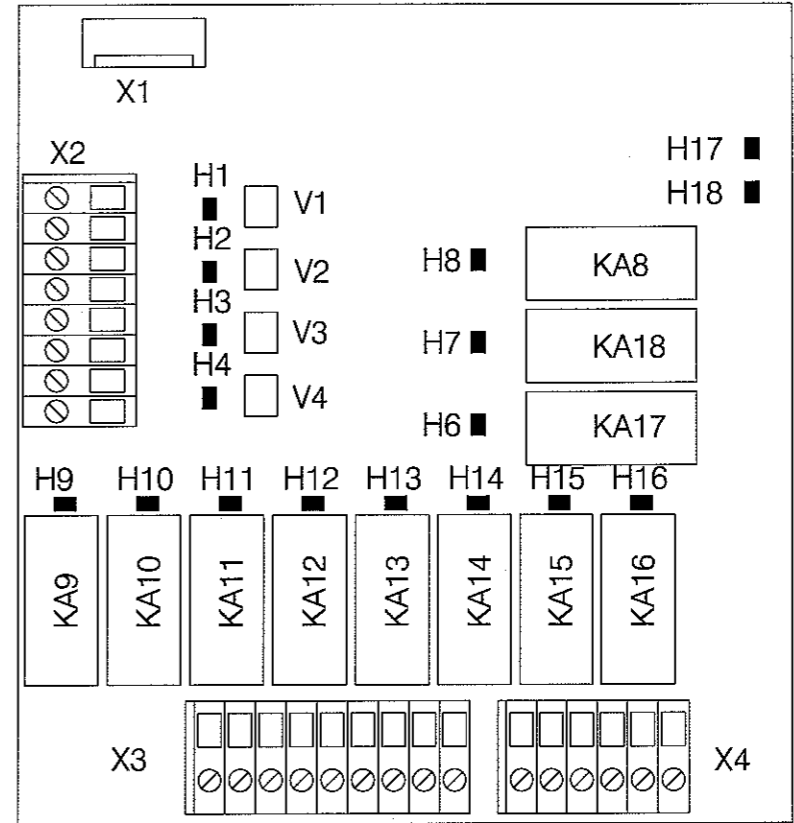 X1
H17
X2
H18
H1
V1
H2
V2
H8
KA8
H3
V3
H7
KA18
H4
V4
H6
KA17
H9 H10 H11 H12 H13 H14 H15 H16
KA9 KA10 KA11 KA12 KA13 KA14 KA15 KA16
X3
X4